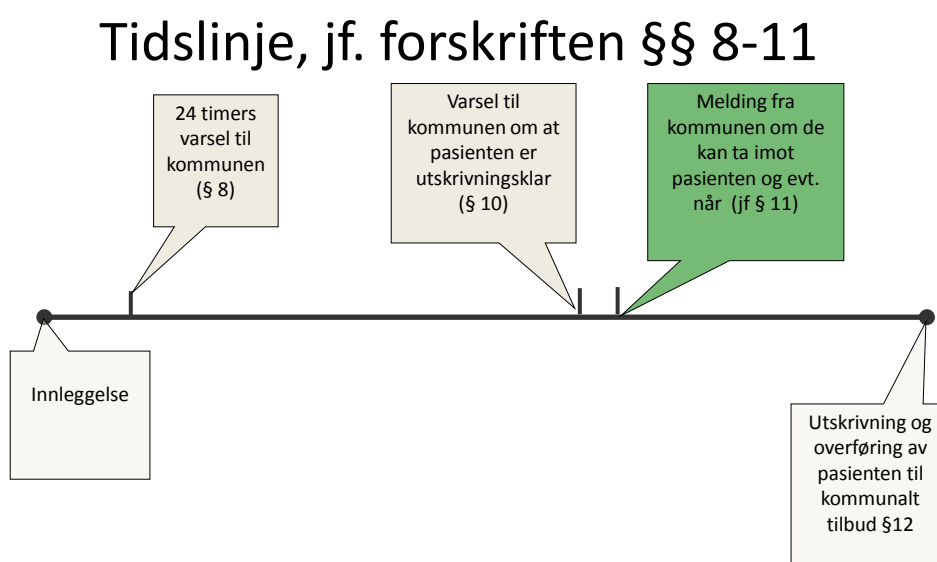 Tidslinje, jf. forskriften §§ 8-11
24 timers
varsel til
kommunen
(§ 8)
Varsel til
kommunen om at
pasienten er
utskrivningsklar
(§ 10)
Melding fra
kommunen om de
kan ta imot
pasienten og evt.
når (jf § 11)
Innleggelse
Utskrivning og
overføring av
pasienten til
kommunalt
tilbud §12